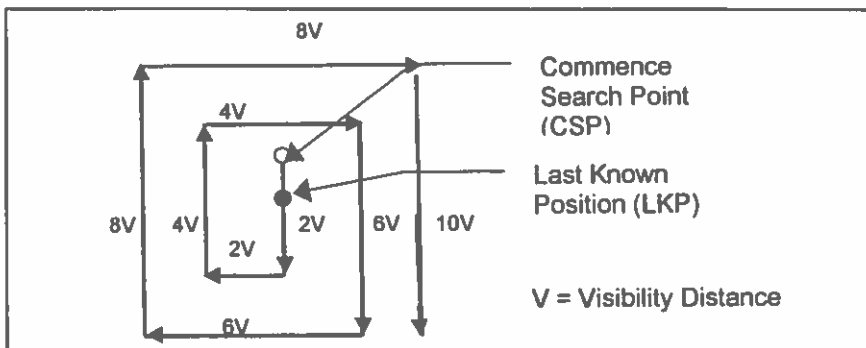 8V
Commence
Search Point
(CSP)
4V
Last Known
Position (LKP)
8V 4V 2V 6V 10V
2V
V = Visibility Distance
6V